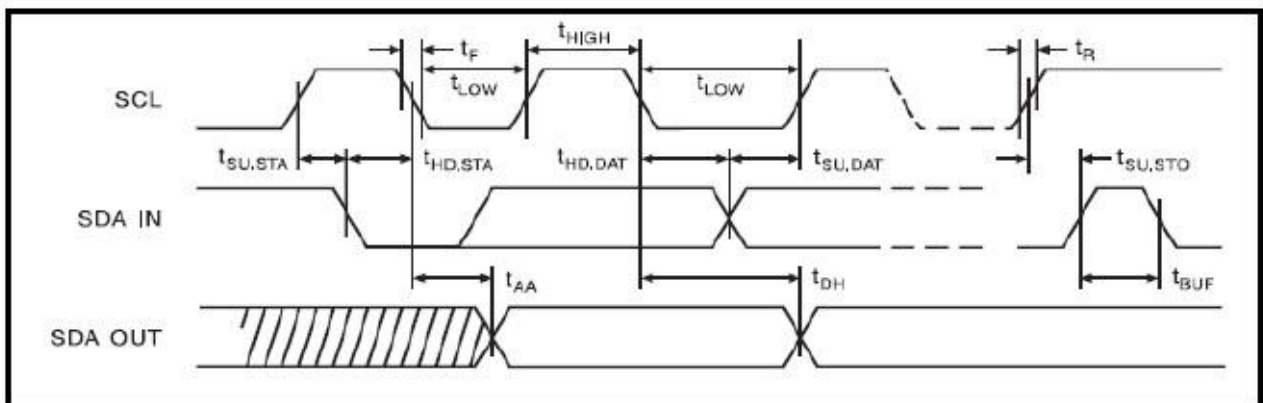 tHIGH
tF
tR
tLOW
tLOW
SCL
tSU.STA
tHD.STA
tHD.DAT
tSU.DAT
tSU.STO
SDA IN
tAA
tDH
tBUF
SDA OUT